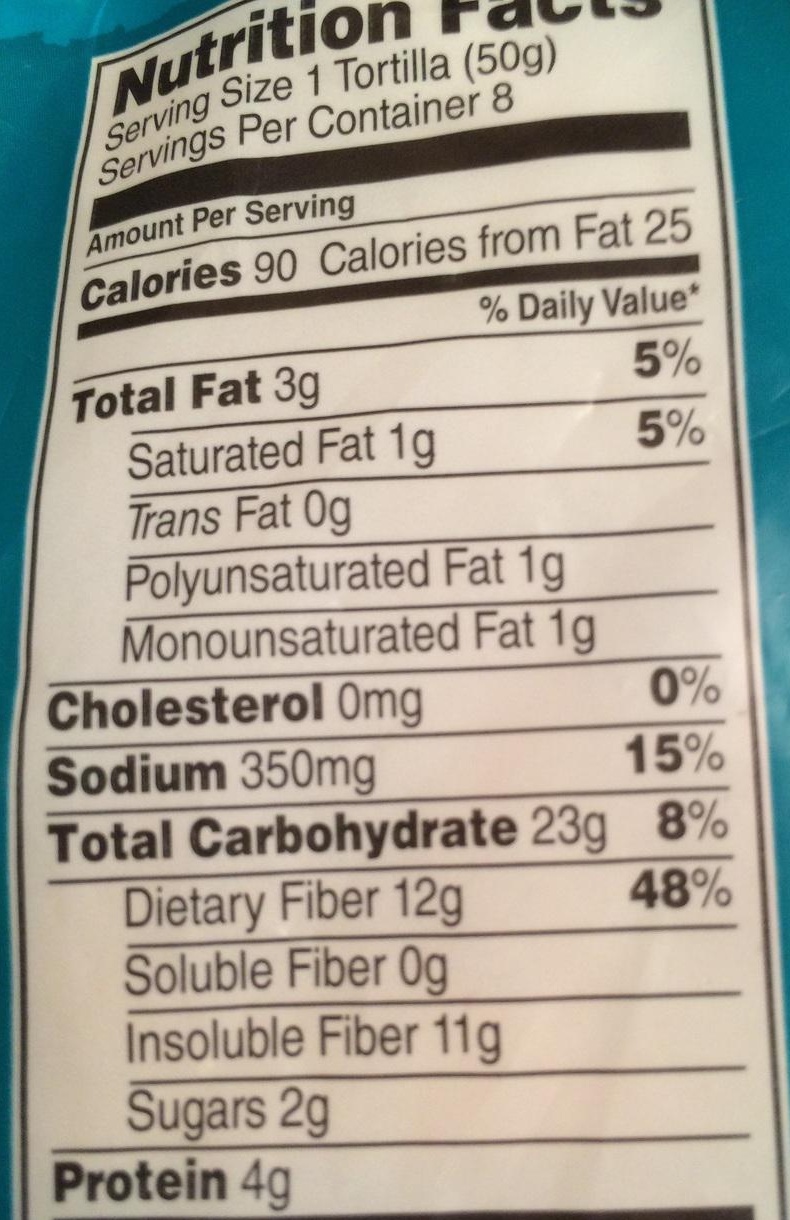 Nutrition Facts
Serving Size 1 Tortilla (50g)
Servings Per Container 8
Amount Per Serving
Calories 90 Calories from Fat 25
% Daily Value*
Total Fat 3g 5%
Saturated Fat 1g 5%
Trans Fat 0g
Polyunsaturated Fat 1g
Monounsaturated Fat 1g
Cholesterol 0mg 0%
Sodium 350mg 15%
Total Carbohydrate 23g 8%
Dietary Fiber 12g 48%
Soluble Fiber 0g
Insoluble Fiber 11g
Sugars 2g
Protein 4g